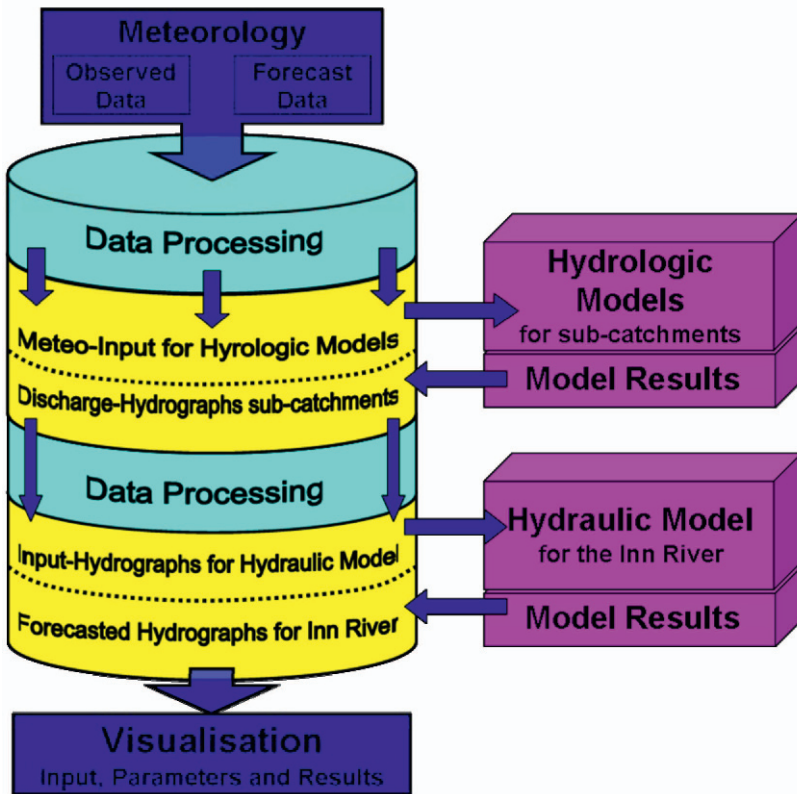 Meteorology
Observed
Data
Forecast
Data
Data Processing
Meteo-Input for Hyrologic Models
Discharge-Hydrographs sub-catchments
Data Processing
Input-Hydrographs for Hydraulic Model
Forecasted Hydrographs for Inn River
Hydrologic
Models
for sub-catchments
Model Results
Hydraulic Model
for the Inn River
Model Results
Visualisation
Input, Parameters and Results